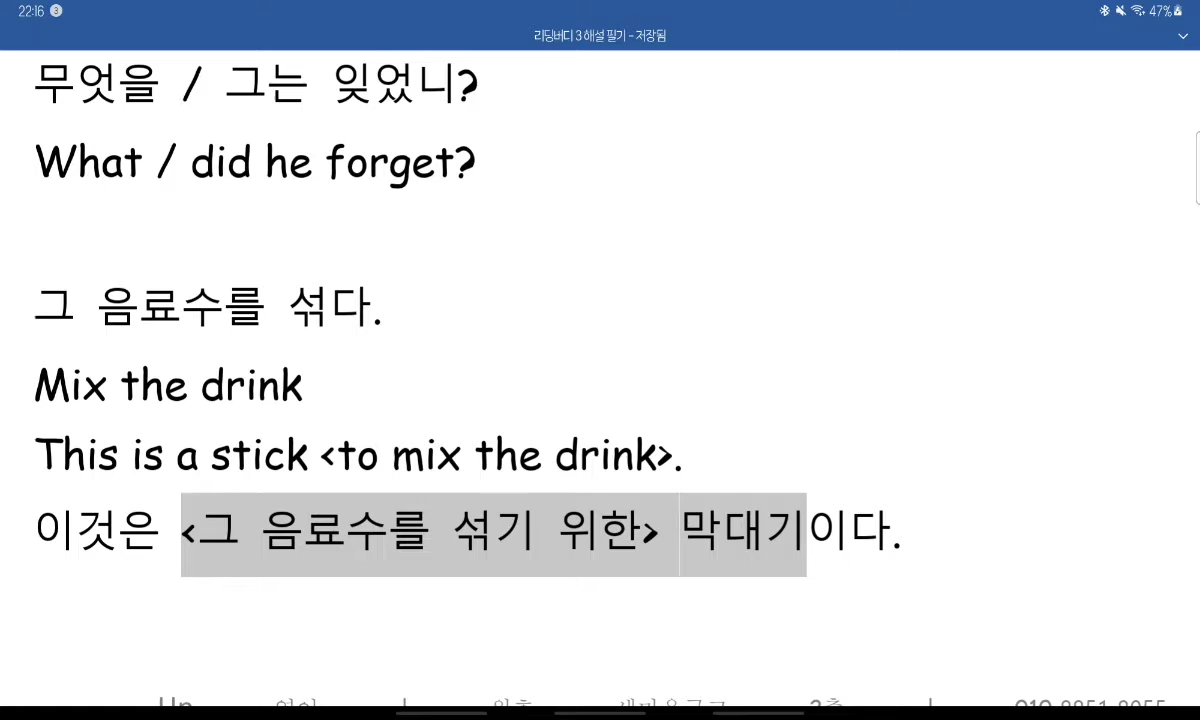 22:16 3 47%
리딩버디 3 해설 필기 - 저장됨
무엇을 / 그는 잊었니?
What / did he forget?
그 음료수를 섞다.
Mix the drink
This is a stick <to mix the drink>.
이것은 <그 음료수를 섞기 위한> 막대기이다.